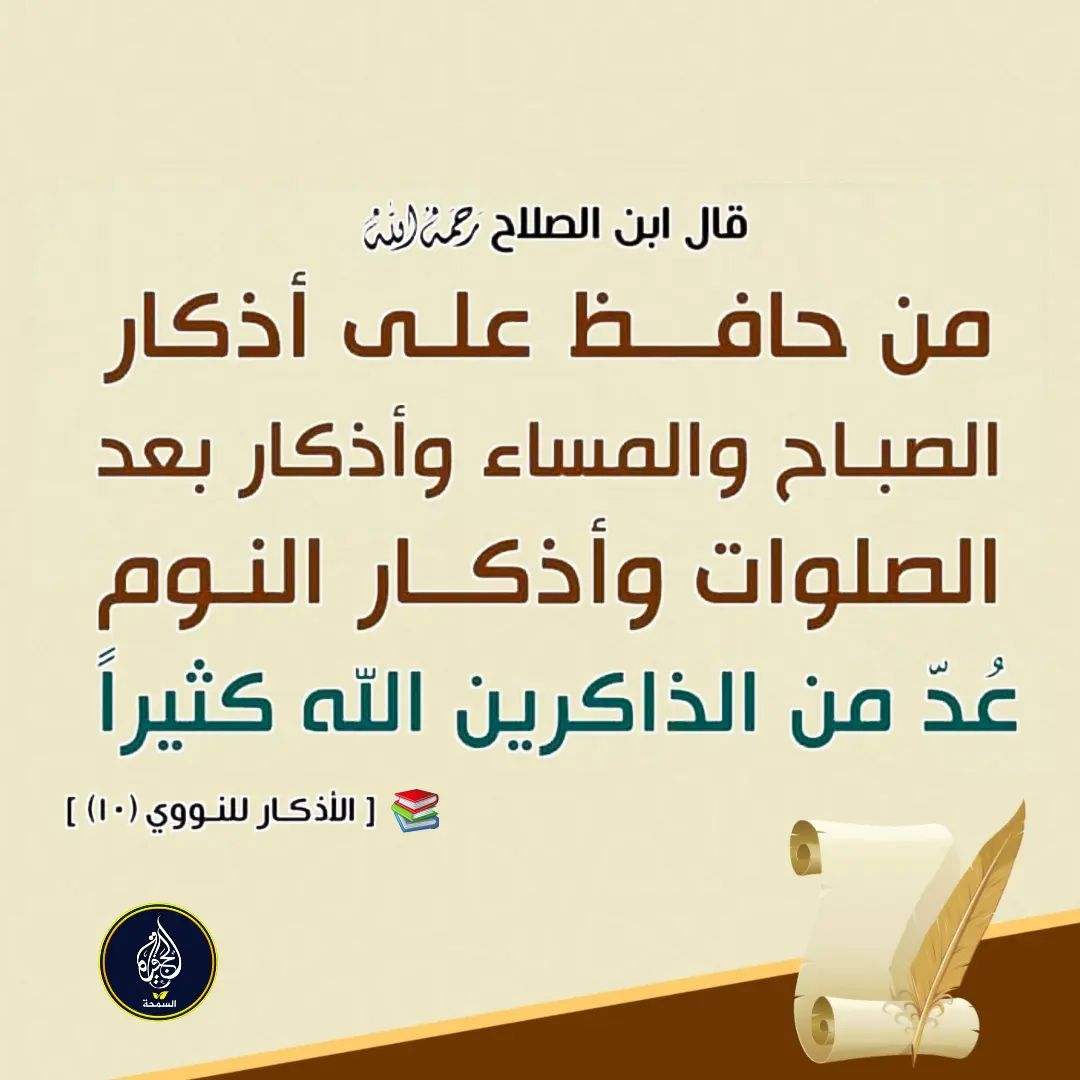 قال ابن الصلاح رحمه الله
من حافظ على أذكار
الصباح والمساء وأذكار بعد
الصلوات وأذكار النوم
عُدّ من الذاكرين الله كثيراً
[ الأذكار للنووي (١٠) ]
السمحة